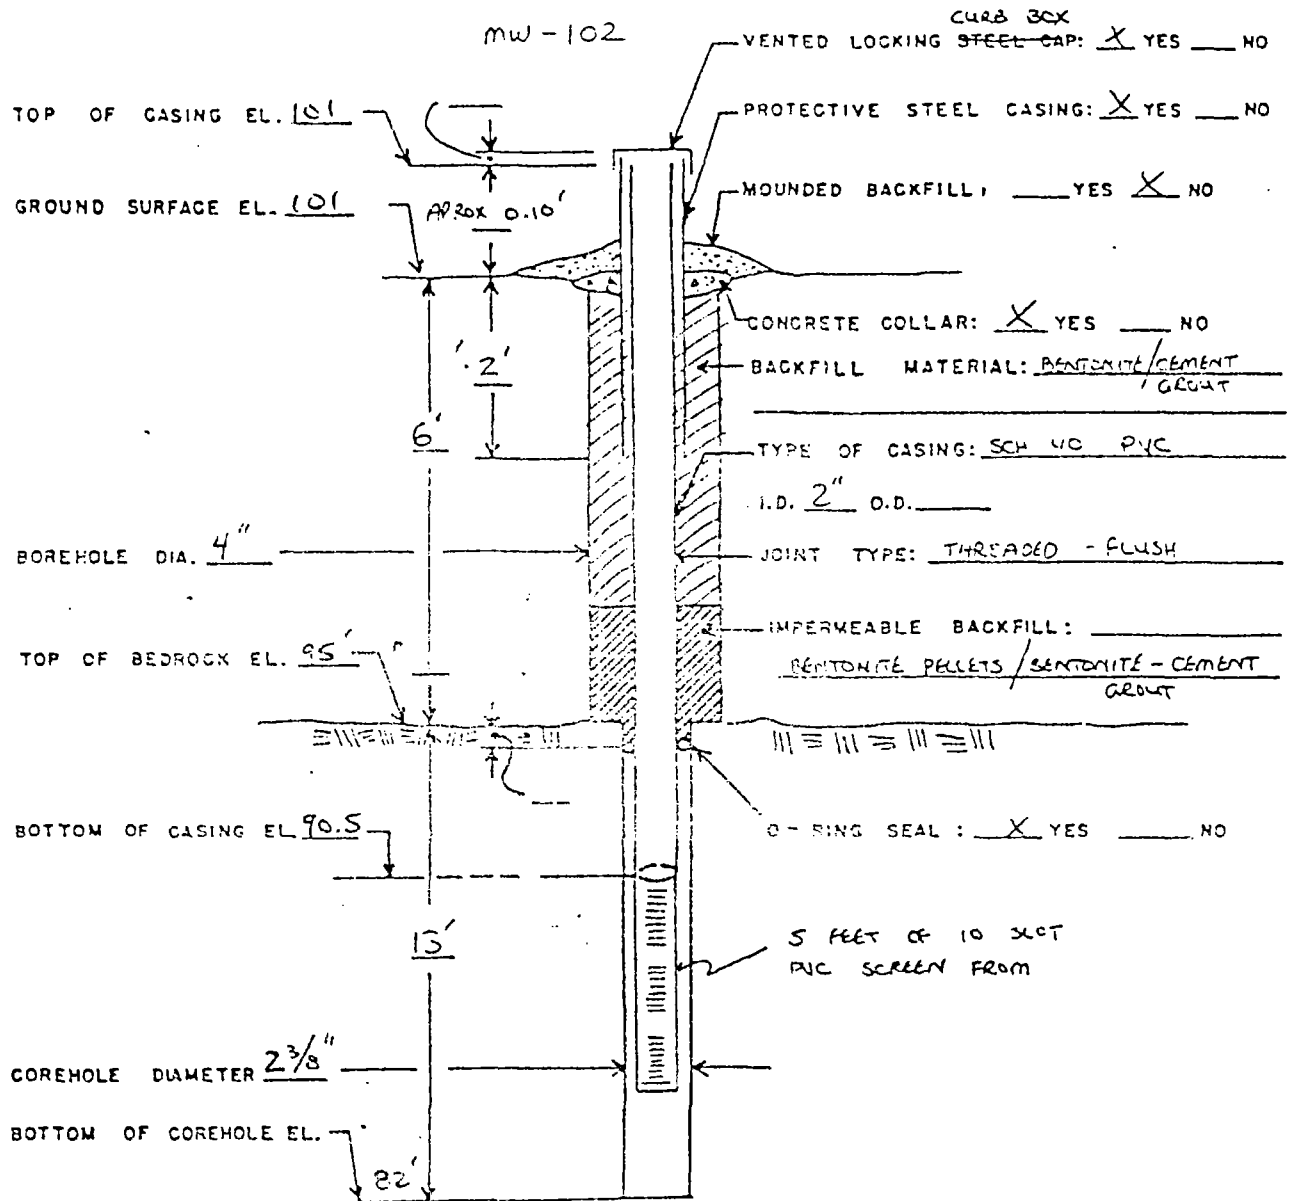 MW-102
CURB BOX
VENTED LOCKING STEEL CAP: X YES ___ NO
TOP OF CASING EL. 101
PROTECTIVE STEEL CASING: X YES ___ NO
GROUND SURFACE EL. 101
APROX 0.10'
MOUNDED BACKFILL: ___ YES X NO
CONCRETE COLLAR: X YES ___ NO
2'
BACKFILL MATERIAL: BENTONITE/CEMENT
GROUT
6'
TYPE OF CASING: SCH 40 PVC
I.D. 2" O.D. ___
BOREHOLE DIA. 4"
JOINT TYPE: THREADED - FLUSH
IMPERMEABLE BACKFILL:
TOP OF BEDROCK EL. 95'
BENTONITE PELLETS / BENTONITE - CEMENT
GROUT
BOTTOM OF CASING EL 90.5
O-RING SEAL : X YES ___ NO
13'
5 FEET OF 10 SLOT
PVC SCREEN FROM
COREHOLE DIAMETER 2 3/8"
BOTTOM OF COREHOLE EL.
82'